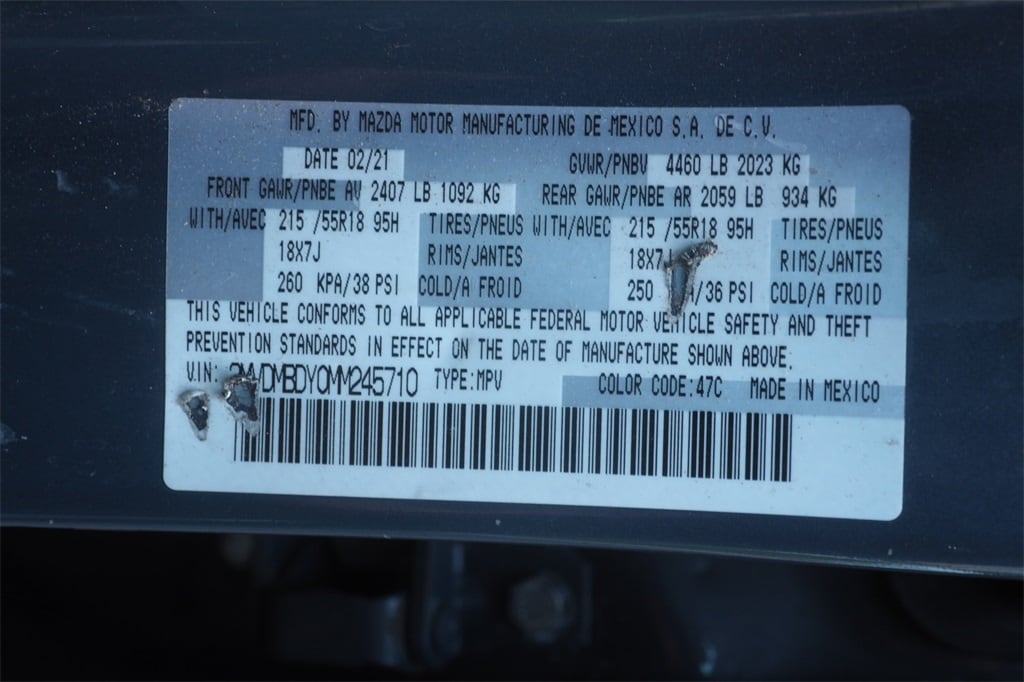 MFD. BY MAZDA MOTOR MANUFACTURING DE MEXICO S.A. DE C.V.
DATE 02/21 GVWR/PNBV 4460 LB 2023 KG
FRONT GAWR/PNBE AV 2407 LB 1092 KG REAR GAWR/PNBE AR 2059 LB 934 KG
WITH/AVEC 215 /55R18 95H TIRES/PNEUS WITH/AVEC 215 /55R18 95H TIRES/PNEUS
18X7J RIMS/JANTES 18X7J RIMS/JANTES
260 KPA/38 PSI COLD/A FROID 250 /36 PSI COLD/A FROID
THIS VEHICLE CONFORMS TO ALL APPLICABLE FEDERAL MOTOR VEHICLE SAFETY AND THEFT
PREVENTION STANDARDS IN EFFECT ON THE DATE OF MANUFACTURE SHOWN ABOVE.
VIN: 3MVDMBDY0MM245710 TYPE:MPV COLOR CODE:47C MADE IN MEXICO